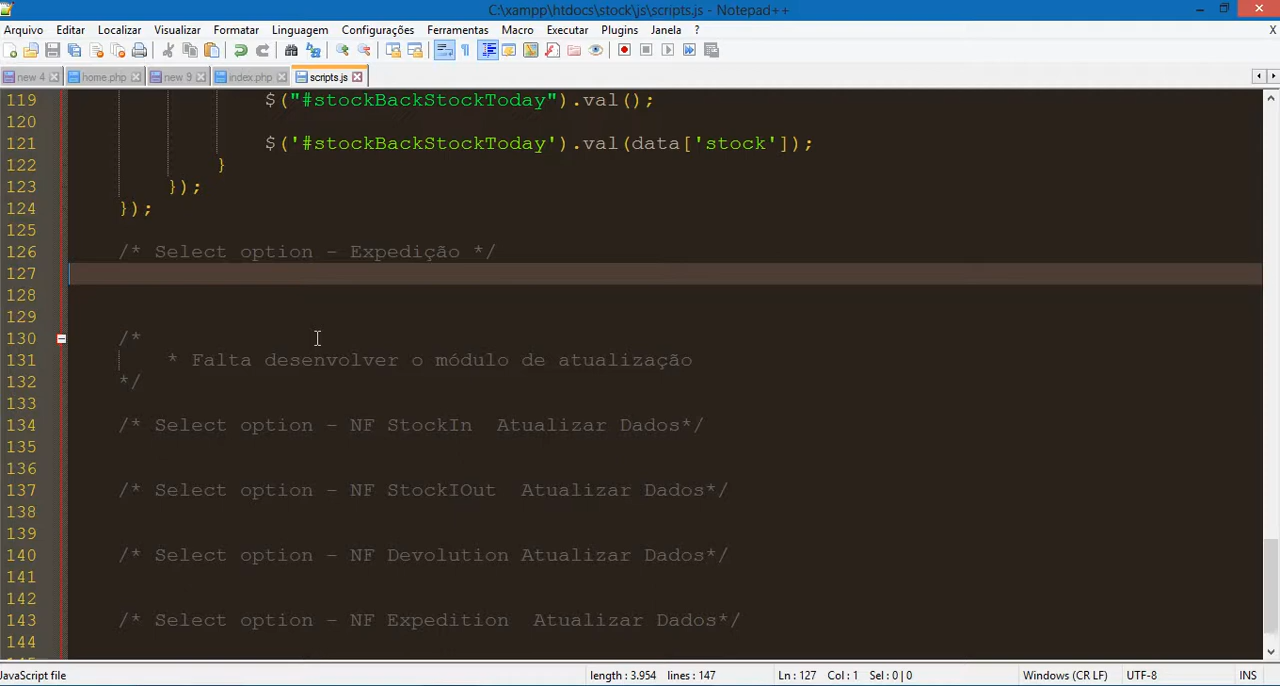 C:\xampp\htdocs\stock\js\scripts.js - Notepad++
Arquivo Editar Localizar Visualizar Formatar Linguagem Configurações Ferramentas Macro Executar Plugins Janela ? X
new 4 home.php new 9 index.php scripts.js
119 $("#stockBackStockToday").val();
120
121 $('#stockBackStockToday').val(data['stock']);
122 }
123 });
124 });
125
126 /* Select option - Expedição */
127
128
129
130 /*
131 * Falta desenvolver o módulo de atualização
132 */
133
134 /* Select option - NF StockIn  Atualizar Dados*/
135
136
137 /* Select option - NF StockIOut  Atualizar Dados*/
138
139
140 /* Select option - NF Devolution Atualizar Dados*/
141
142
143 /* Select option - NF Expedition  Atualizar Dados*/
144
JavaScript file length : 3.954 lines : 147 Ln : 127 Col : 1 Sel : 0 | 0 Windows (CR LF) UTF-8 INS